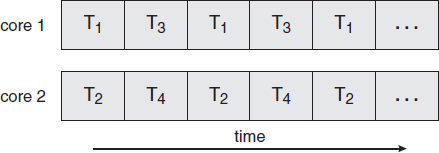 core 1 T1 T3 T1 T3 T1 ...
core 2 T2 T4 T2 T4 T2 ...
time